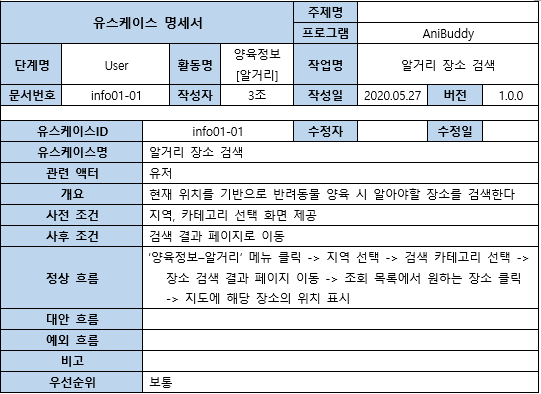 유스케이스 명세서 주제명
프로그램 AniBuddy
단계명 User 활동명 양육정보 [알거리] 작업명 알거리 장소 검색
문서번호 info01-01 작성자 3조 작성일 2020.05.27 버전 1.0.0
유스케이스ID info01-01 수정자 수정일
유스케이스명 알거리 장소 검색
관련 액터 유저
개요 현재 위치를 기반으로 반려동물 양육 시 알아야할 장소를 검색한다
사전 조건 지역, 카테고리 선택 화면 제공
사후 조건 검색 결과 페이지로 이동
정상 흐름 '양육정보–알거리' 메뉴 클릭 -> 지역 선택 -> 검색 카테고리 선택 ->
장소 검색 결과 페이지 이동 -> 조회 목록에서 원하는 장소 클릭
-> 지도에 해당 장소의 위치 표시
대안 흐름
예외 흐름
비고
우선순위 보통